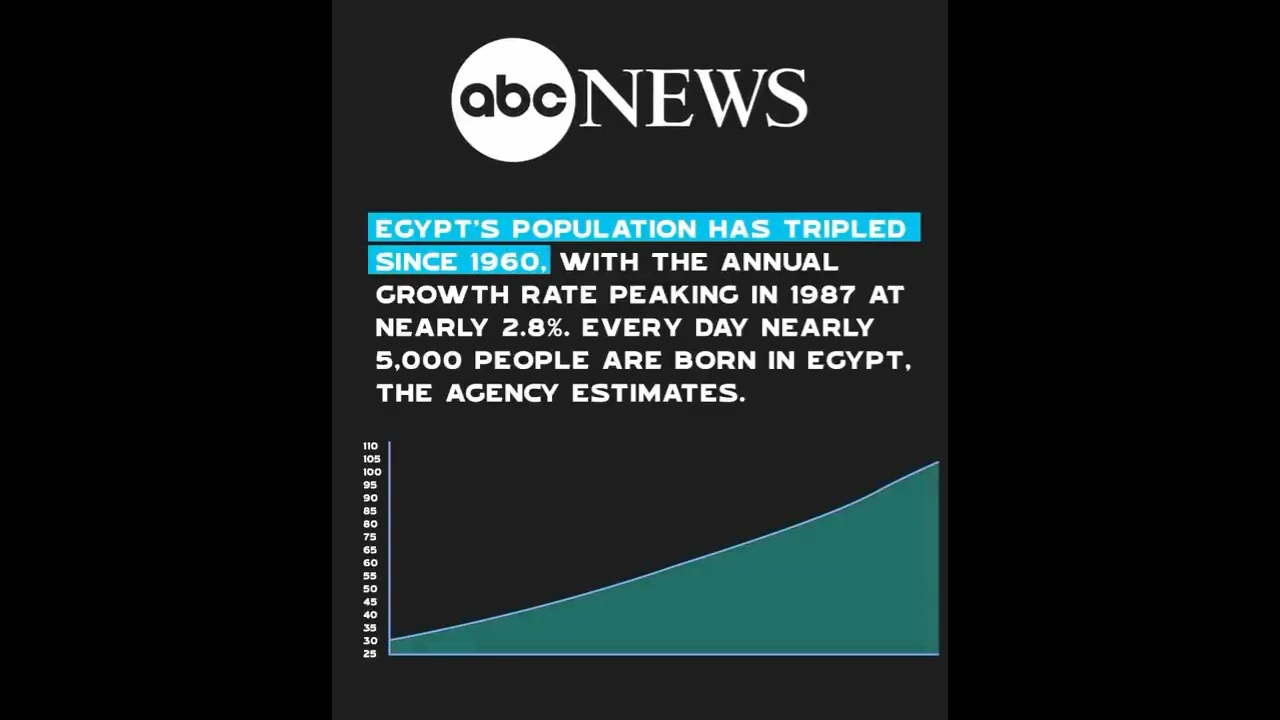 abc NEWS
EGYPT'S POPULATION HAS TRIPLED
SINCE 1960, WITH THE ANNUAL
GROWTH RATE PEAKING IN 1987 AT
NEARLY 2.8%. EVERY DAY NEARLY
5,000 PEOPLE ARE BORN IN EGYPT,
THE AGENCY ESTIMATES.
110
105
100
95
90
85
80
75
65
60
55
50
45
40
35
30
25